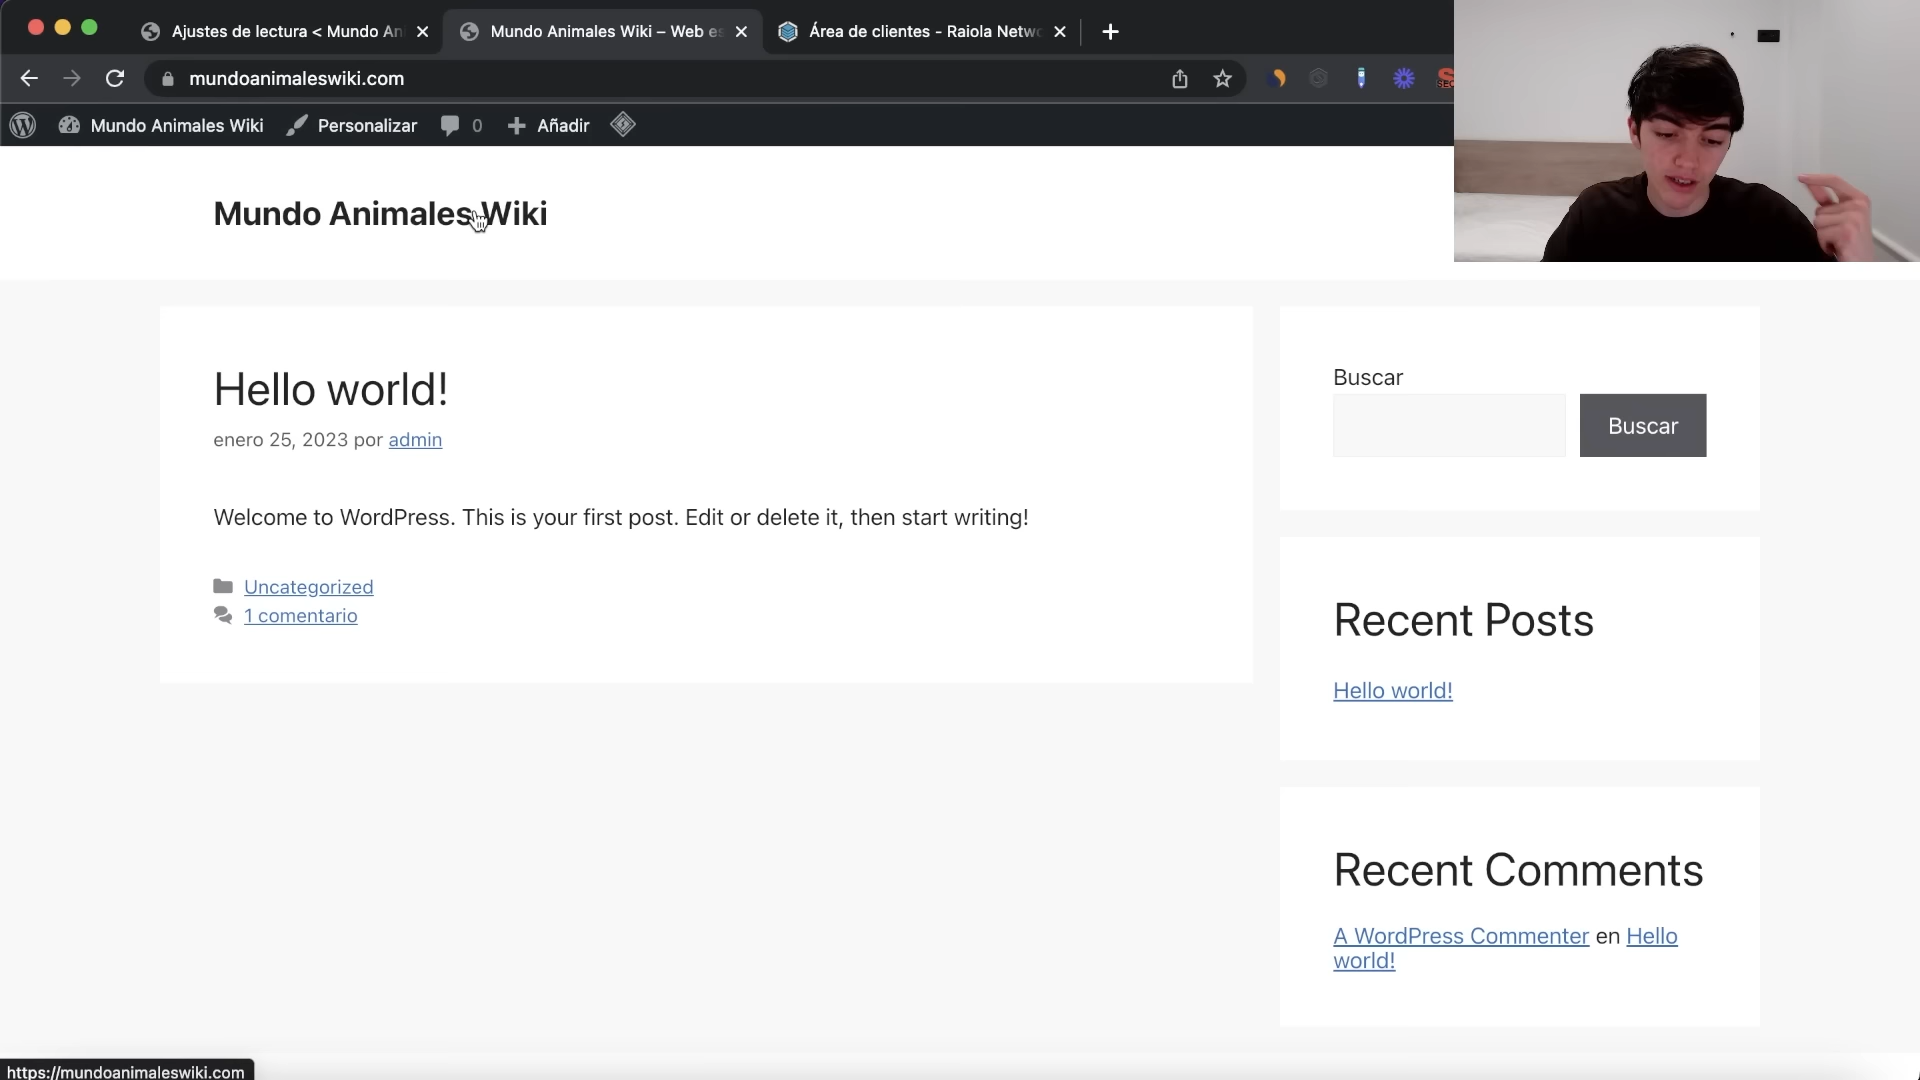 Ajustes de lectura < Mundo An
Mundo Animales Wiki – Web es
Área de clientes - Raiola Netwo
mundoanimaleswiki.com
Mundo Animales Wiki
Personalizar
0
Añadir
Mundo Animales Wiki
Hello world!
enero 25, 2023 por admin
Welcome to WordPress. This is your first post. Edit or delete it, then start writing!
Uncategorized
1 comentario
Buscar
Buscar
Recent Posts
Hello world!
Recent Comments
A WordPress Commenter en Hello
world!
https://mundoanimaleswiki.com